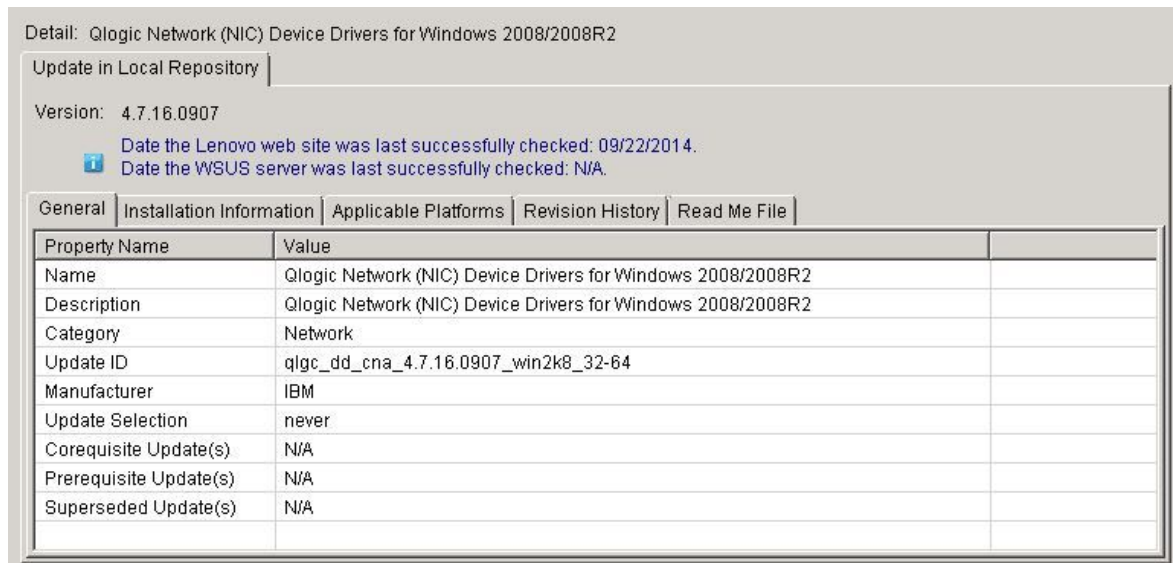 Detail: Qlogic Network (NIC) Device Drivers for Windows 2008/2008R2
Update in Local Repository
Version: 4.7.16.0907
Date the Lenovo web site was last successfully checked: 09/22/2014.
Date the WSUS server was last successfully checked: N/A.
General Installation Information Applicable Platforms Revision History Read Me File
Property Name Value
Name Qlogic Network (NIC) Device Drivers for Windows 2008/2008R2
Description Qlogic Network (NIC) Device Drivers for Windows 2008/2008R2
Category Network
Update ID qlgc_dd_cna_4.7.16.0907_win2k8_32-64
Manufacturer IBM
Update Selection never
Corequisite Update(s) N/A
Prerequisite Update(s) N/A
Superseded Update(s) N/A